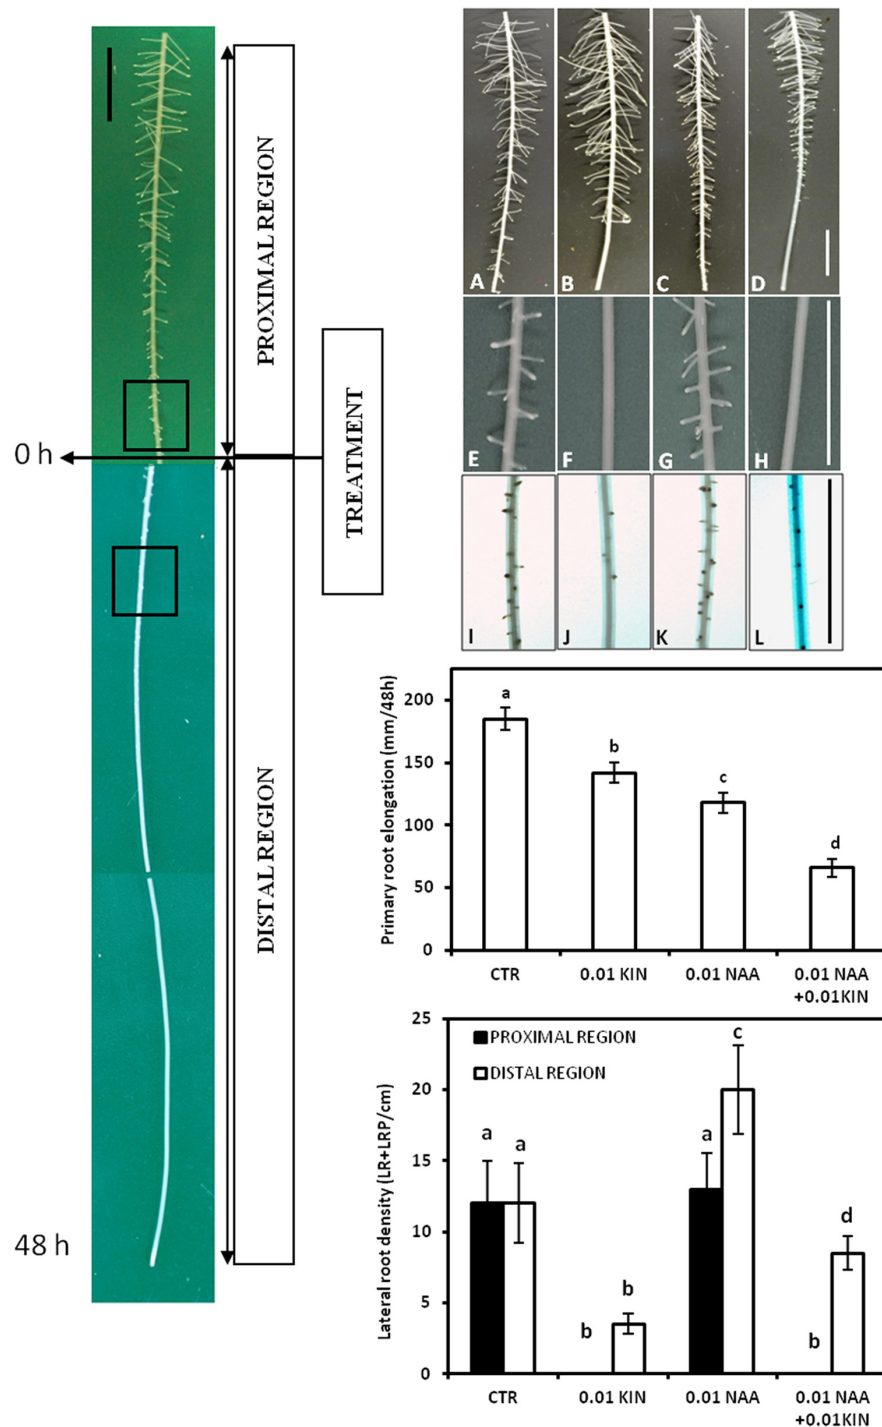 PROXIMAL REGION
TREATMENT
0 h
DISTAL REGION
48 h
A
B
C
D
E
F
G
H
I
J
K
L
Primary root elongation (mm/48h)
200
150
100
50
0
a
b
c
d
CTR
0.01 KIN
0.01 NAA
0.01 NAA
+0.01KIN
Lateral root density (LR+LRP/cm)
25
20
15
10
5
0
PROXIMAL REGION
DISTAL REGION
a
a
b
b
a
c
b
d
CTR
0.01 KIN
0.01 NAA
0.01 NAA
+0.01KIN